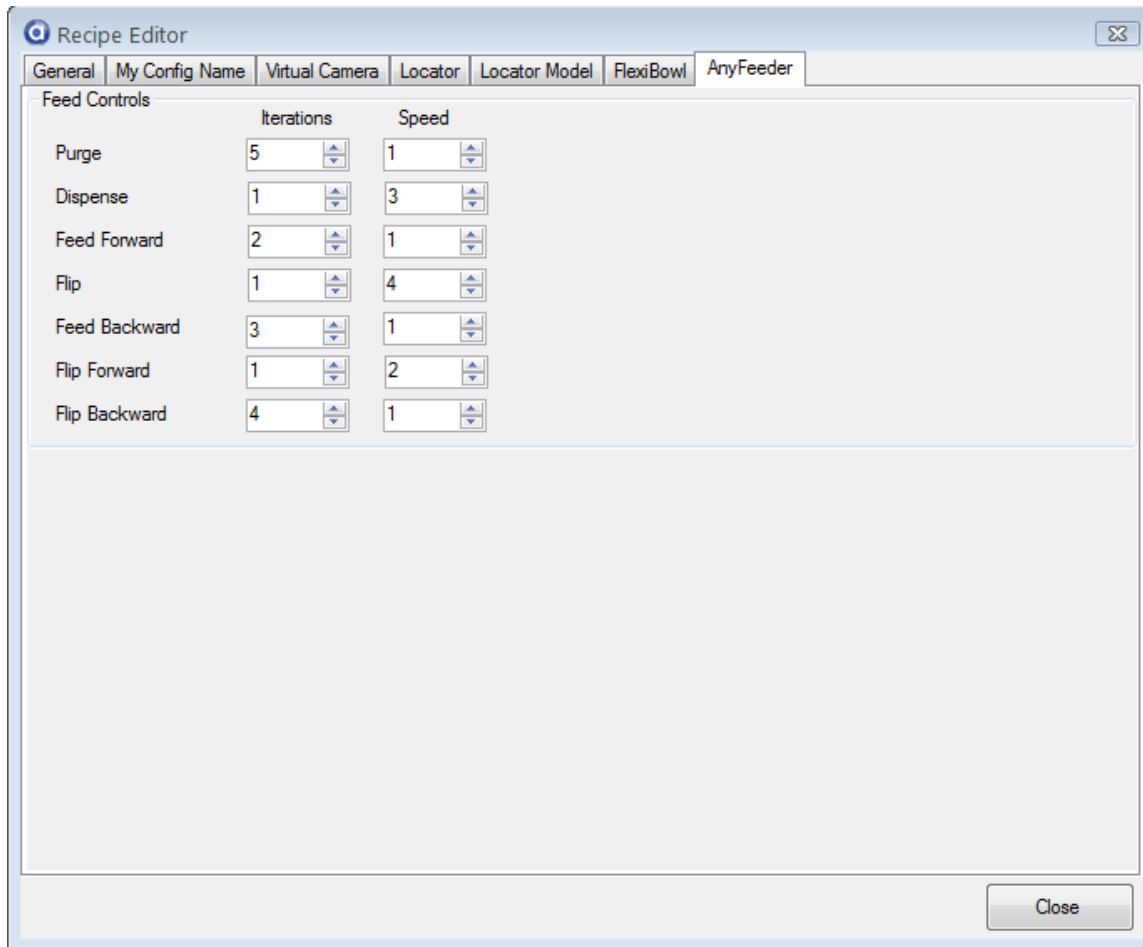 Recipe Editor
General My Config Name Virtual Camera Locator Locator Model FlexiBowl AnyFeeder
Feed Controls
Iterations Speed
Purge 5 1
Dispense 1 3
Feed Forward 2 1
Flip 1 4
Feed Backward 3 1
Flip Forward 1 2
Flip Backward 4 1
Close